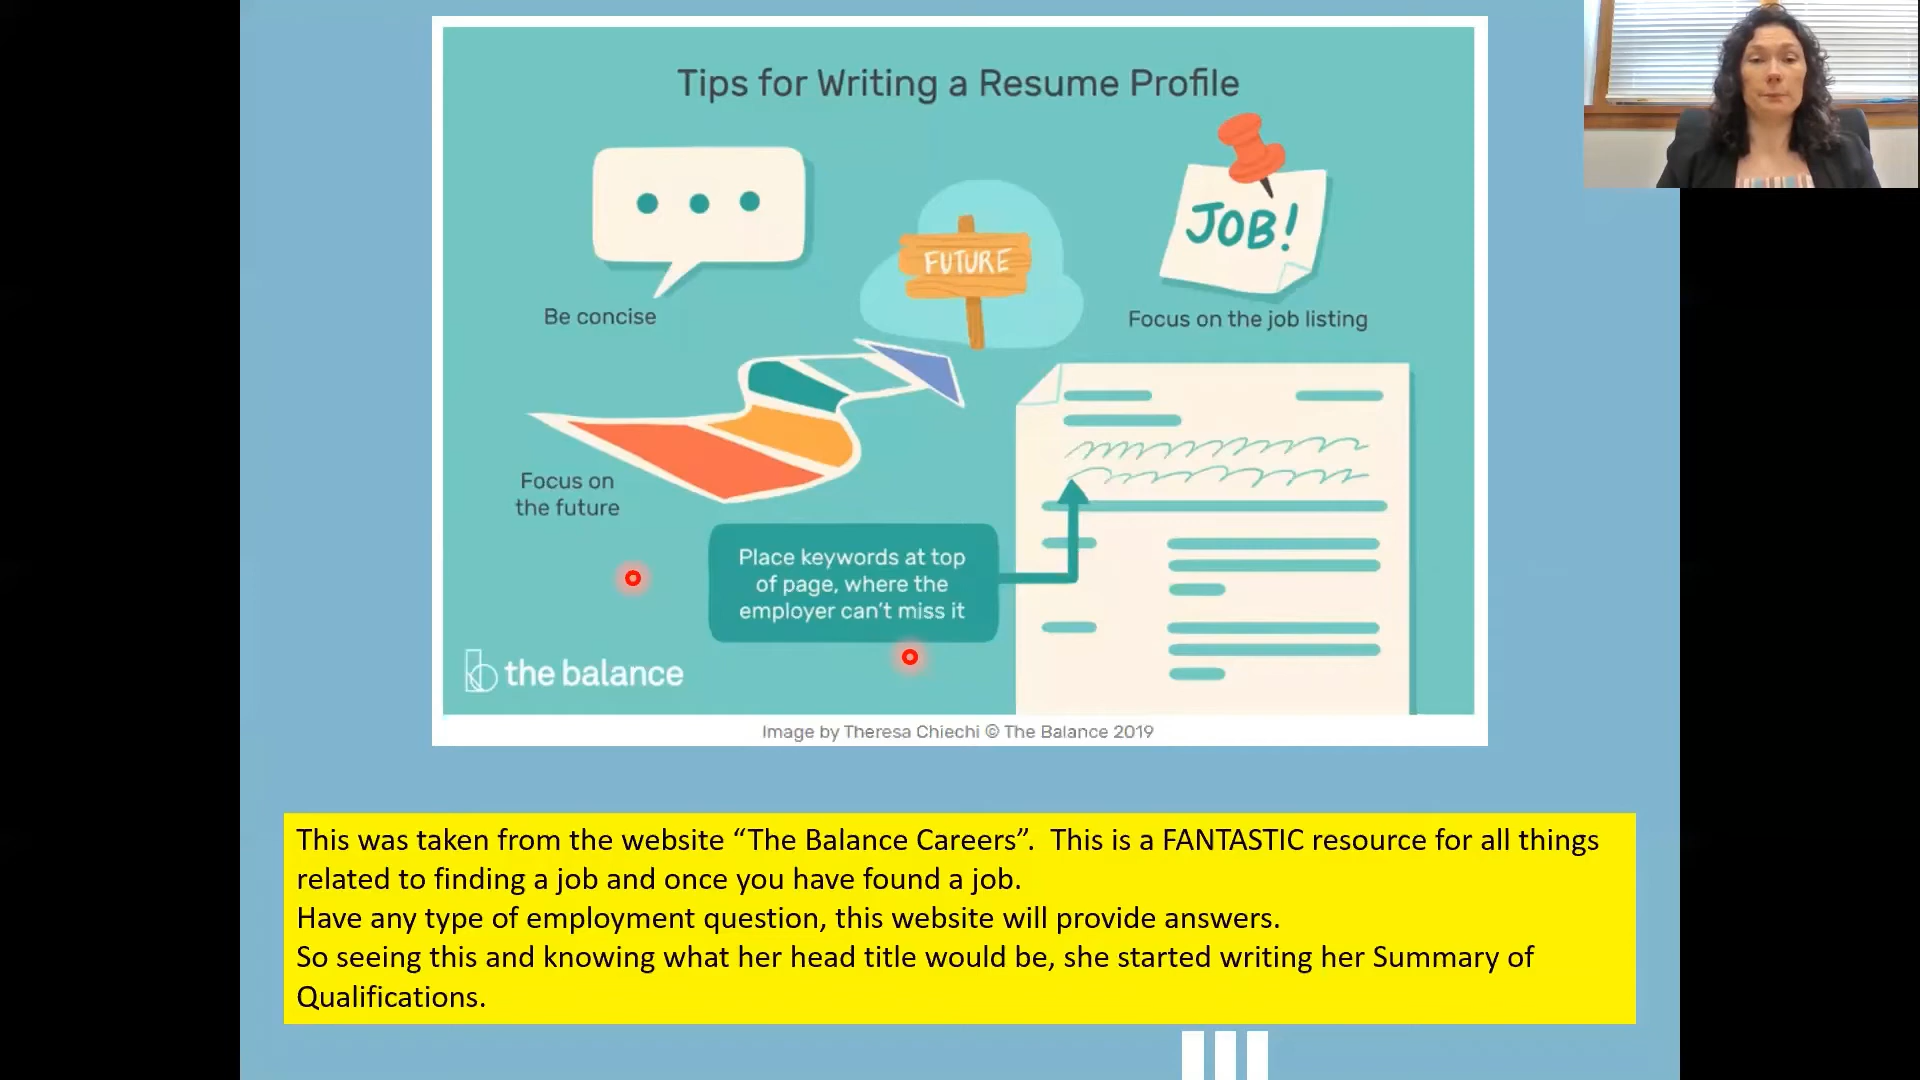 Tips for Writing a Resume Profile
JOB!
FUTURE
Be concise
Focus on the job listing
Focus on
the future
Place keywords at top
of page, where the
employer can't miss it
the balance
Image by Theresa Chiechi © The Balance 2019
This was taken from the website “The Balance Careers”.  This is a FANTASTIC resource for all things
related to finding a job and once you have found a job.
Have any type of employment question, this website will provide answers.
So seeing this and knowing what her head title would be, she started writing her Summary of
Qualifications.